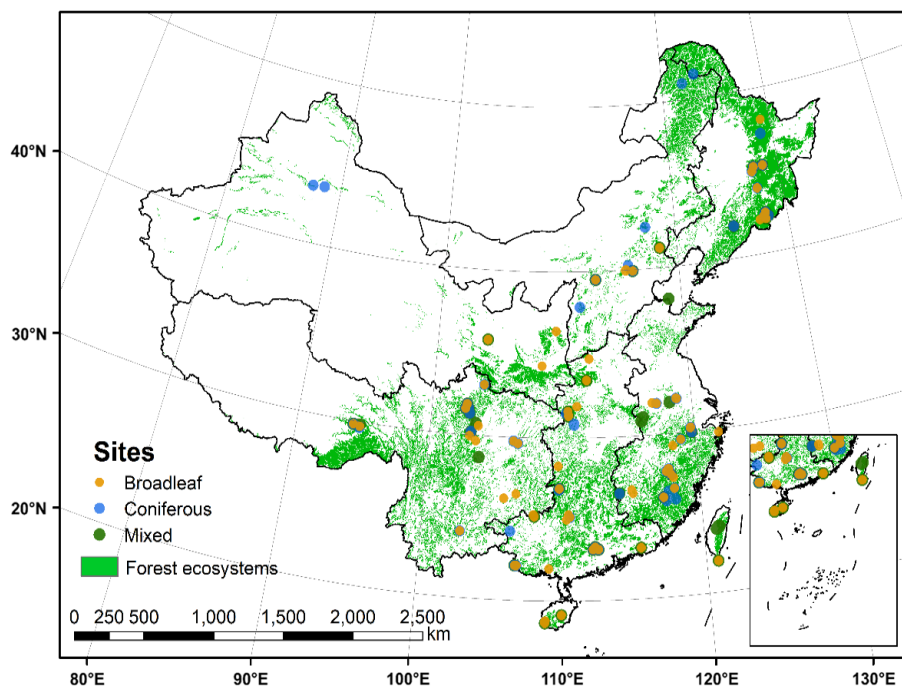 40°N
30°N
20°N
Sites
Broadleaf
Coniferous
Mixed
Forest ecosystems
0 250 500 1,000 1,500 2,000 2,500
km
80°E 90°E 100°E 110°E 120°E 130°E